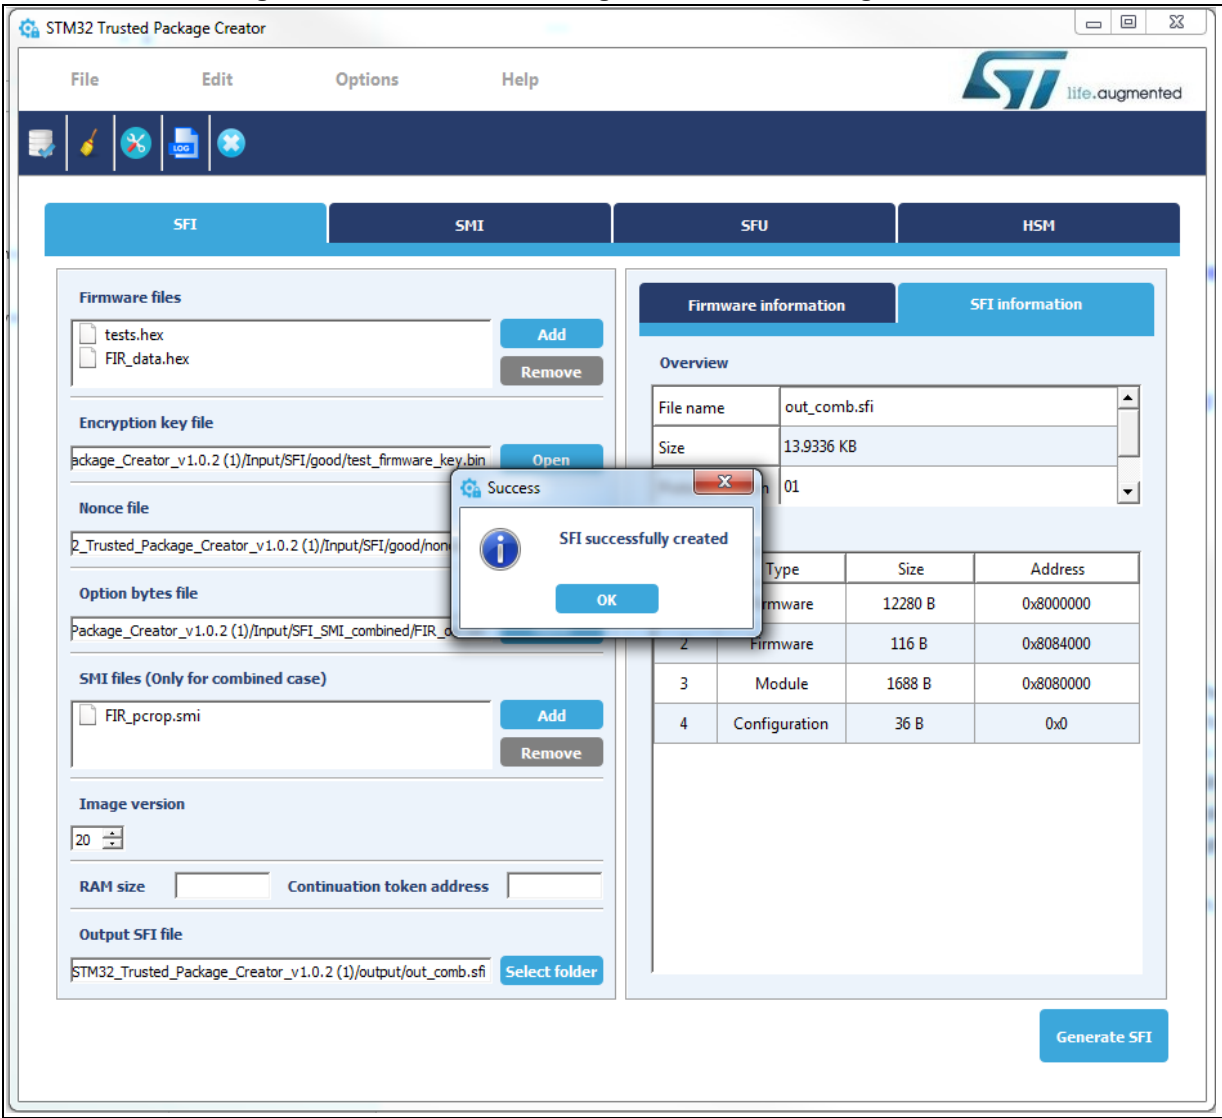 STM32 Trusted Package Creator
File Edit Options Help
life.augmented
LOG
SFI SMI SFU HSM
Firmware files
tests.hex
FIR_data.hex
Add
Remove
Encryption key file
ackage_Creator_v1.0.2 (1)/Input/SFI/good/test_firmware_key.bin
Open
Nonce file
2_Trusted_Package_Creator_v1.0.2 (1)/Input/SFI/good/non
Option bytes file
Package_Creator_v1.0.2 (1)/Input/SFI_SMI_combined/FIR_o
SMI files (Only for combined case)
FIR_pcrop.smi
Add
Remove
Image version
20
RAM size Continuation token address
Output SFI file
STM32_Trusted_Package_Creator_v1.0.2 (1)/output/out_comb.sfi
Select folder
Firmware information SFI information
Overview
File name out_comb.sfi
Size 13.9336 KB
01
Success
SFI successfully created
OK
Type Size Address
rmware 12280 B 0x8000000
2 Firmware 116 B 0x8084000
3 Module 1688 B 0x8080000
4 Configuration 36 B 0x0
Generate SFI